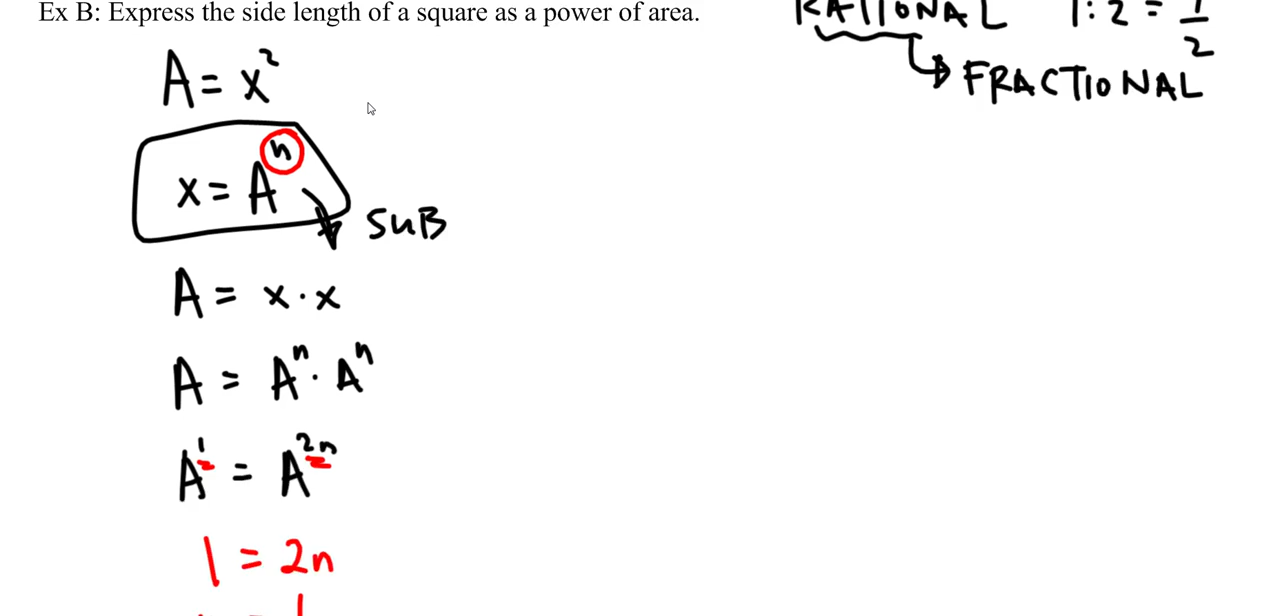 Ex B: Express the side length of a square as a power of area.
RATIONAL 1:2 = 1/2
FRACTIONAL
A = x²
x = Aⁿ
SUB
A = x · x
A = Aⁿ · Aⁿ
A¹ = A²ⁿ
1 = 2n